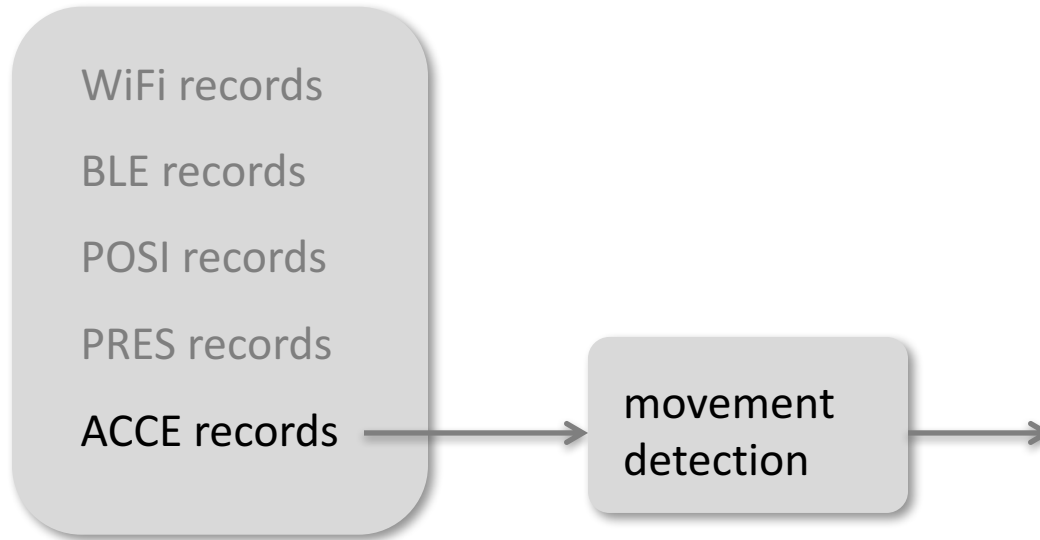 WiFi records
BLE records
POSI records
PRES records
ACCE records
movement
detection